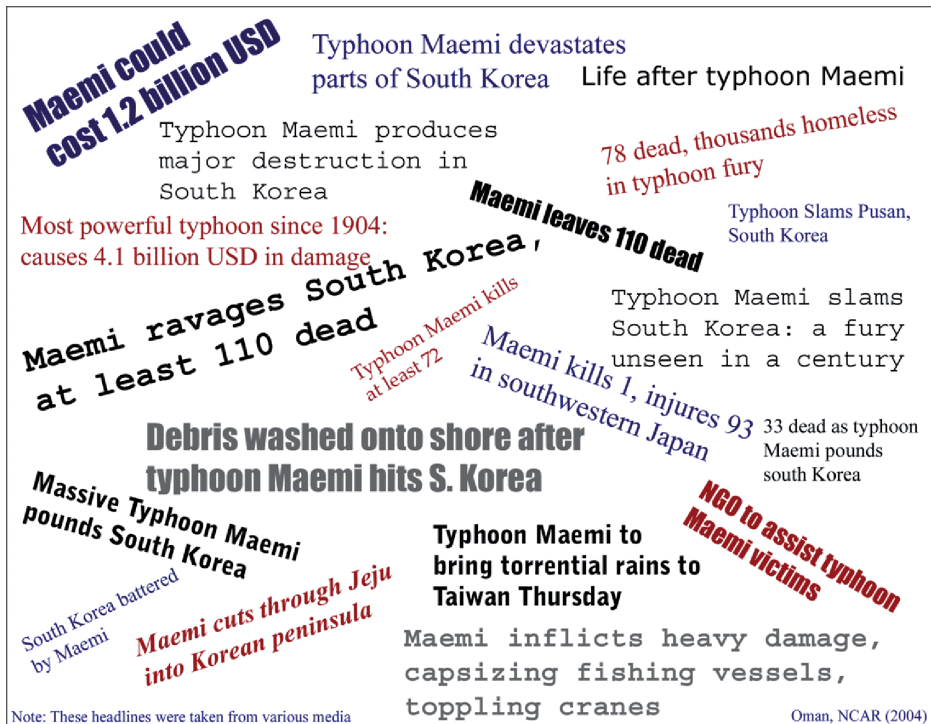 Maemi could
cost 1.2 billion USD
Typhoon Maemi devastates
parts of South Korea
Life after typhoon Maemi
Typhoon Maemi produces
major destruction in
South Korea
78 dead, thousands homeless
in typhoon fury
Maemi leaves 110 dead
Typhoon Slams Pusan,
South Korea
Most powerful typhoon since 1904:
causes 4.1 billion USD in damage
Maemi ravages South Korea,
at least 110 dead
Typhoon Maemi kills
at least 72
Typhoon Maemi slams
South Korea: a fury
unseen in a century
Maemi kills 1, injures 93
in southwestern Japan
33 dead as typhoon
Maemi pounds
south Korea
Debris washed onto shore after
typhoon Maemi hits S. Korea
Massive Typhoon Maemi
pounds South Korea
NGO to assist typhoon
Maemi victims
Typhoon Maemi to
bring torrential rains to
Taiwan Thursday
South Korea battered
by Maemi
Maemi cuts through Jeju
into Korean peninsula
Maemi inflicts heavy damage,
capsizing fishing vessels,
toppling cranes
Note: These headlines were taken from various media
Oman, NCAR (2004)